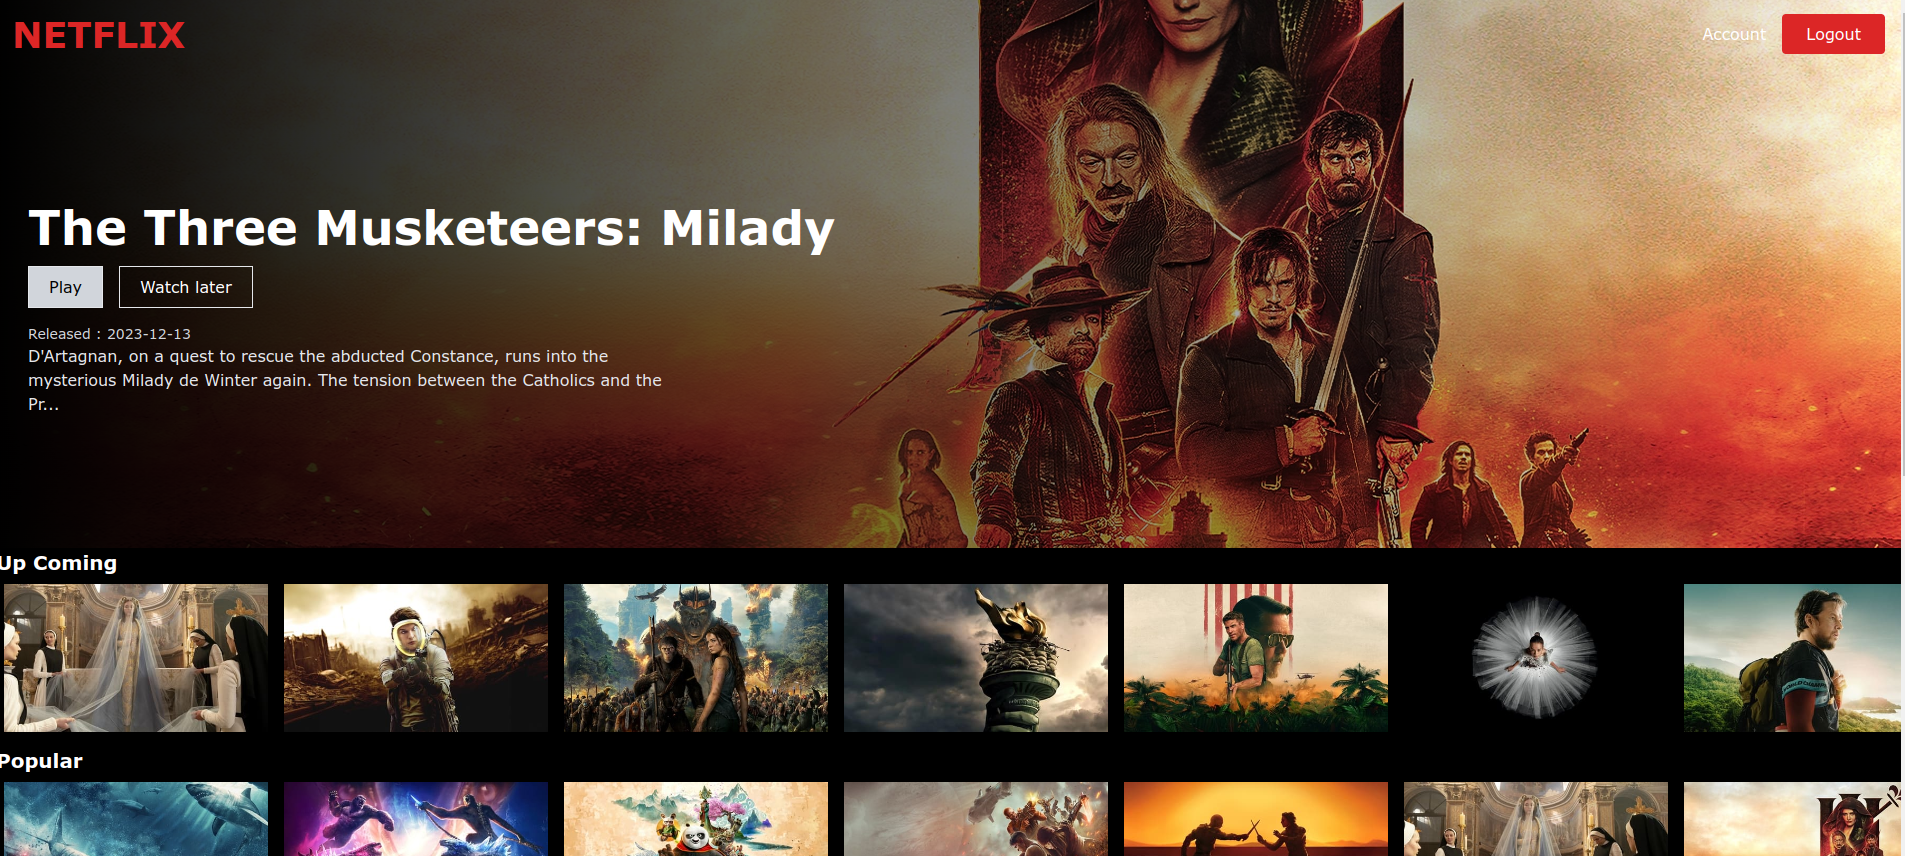 NETFLIX
Account
Logout
The Three Musketeers: Milady
Play
Watch later
Released : 2023-12-13
D'Artagnan, on a quest to rescue the abducted Constance, runs into the
mysterious Milady de Winter again. The tension between the Catholics and the
Pr...
Up Coming
Popular